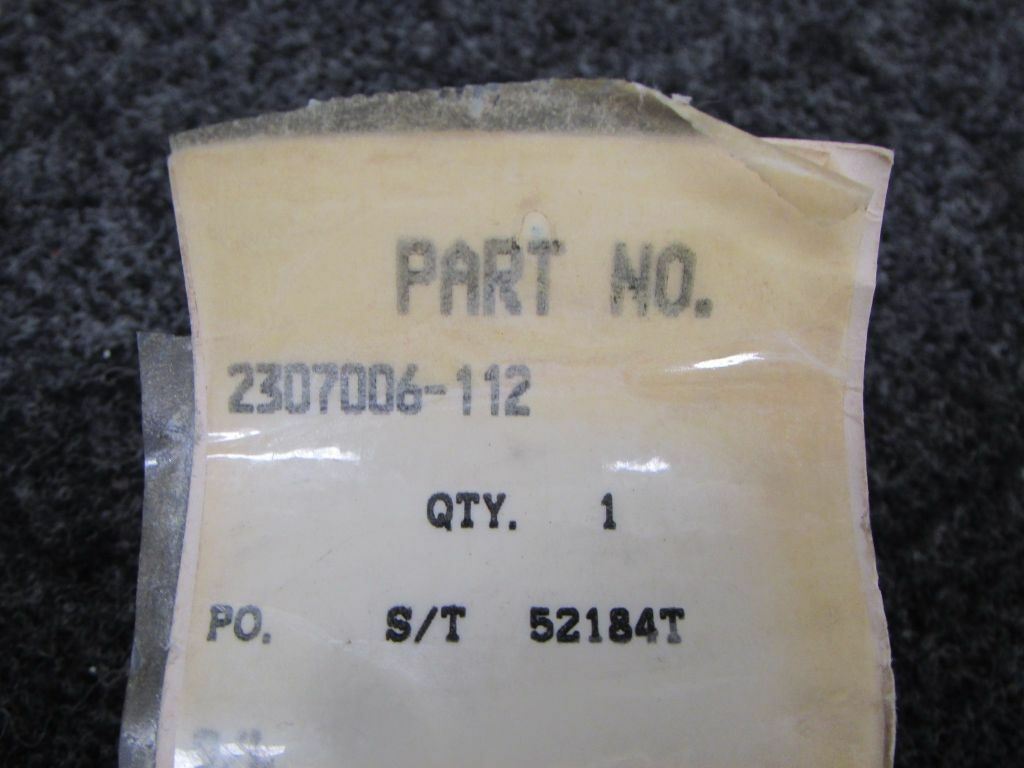 PART NO.
2307006-112
QTY. 1
PO. S/T 52184T